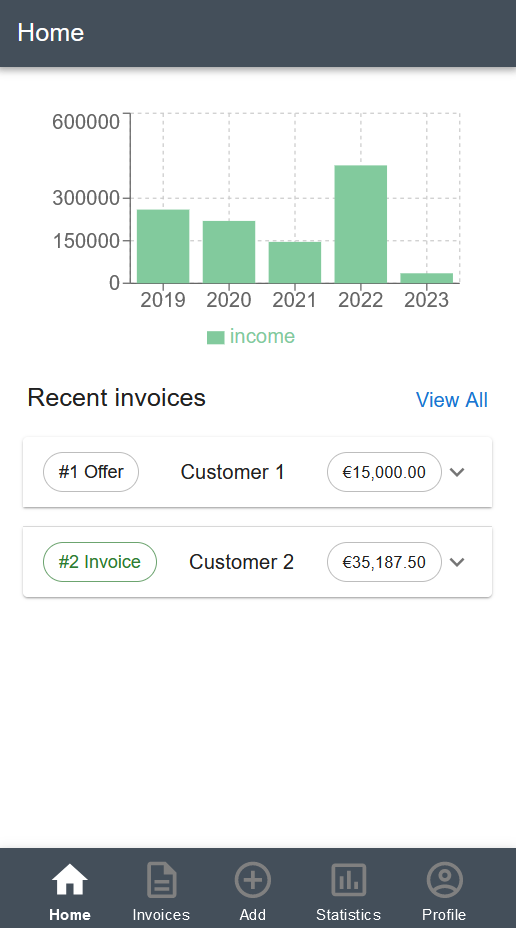 Home
600000
300000
150000
0
2019 2020 2021 2022 2023
income
Recent invoices View All
#1 Offer Customer 1 €15,000.00
#2 Invoice Customer 2 €35,187.50
Home Invoices Add Statistics Profile